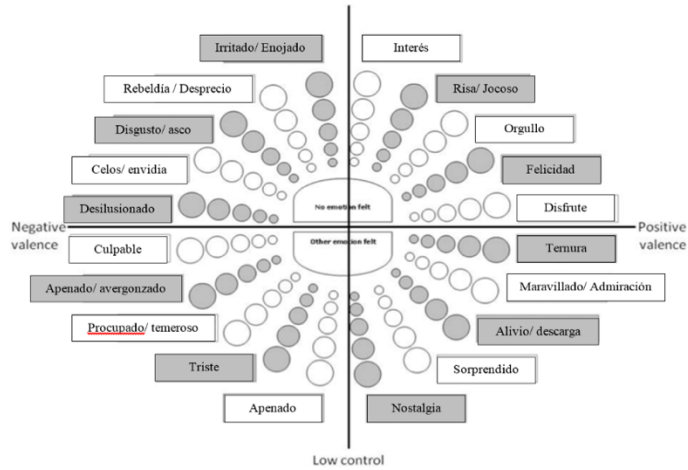 Irritado/ Enojado
Interés
Rebeldía / Desprecio
Risa/ Jocoso
Disgusto/ asco
Orgullo
Celos/ envidia
Felicidad
Desilusionado
No emotion felt
Disfrute
Negative
valence
Positive
valence
Culpable
Other emotion felt
Ternura
Apenado/ avergonzado
Maravillado/ Admiración
Procupado/ temeroso
Alivio/ descarga
Triste
Sorprendido
Apenado
Nostalgia
Low control